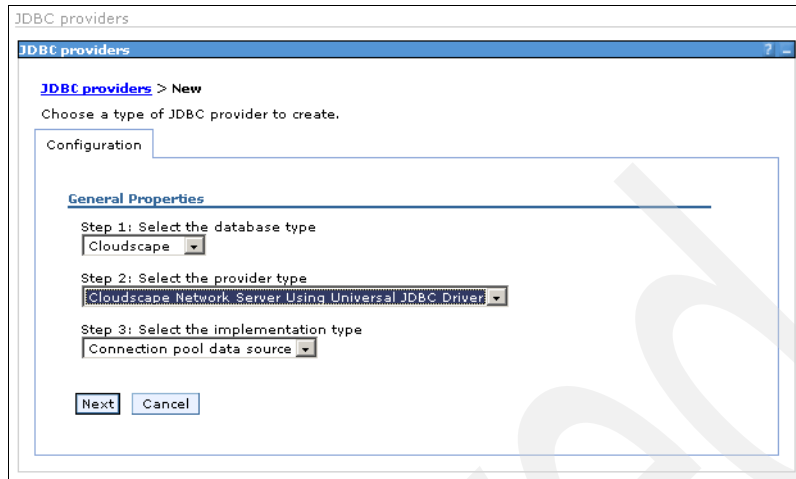 JDBC providers
JDBC providers ? –
JDBC providers > New
Choose a type of JDBC provider to create.
Configuration
General Properties
Step 1: Select the database type
Cloudscape
Step 2: Select the provider type
Cloudscape Network Server Using Universal JDBC Driver
Step 3: Select the implementation type
Connection pool data source
Next Cancel